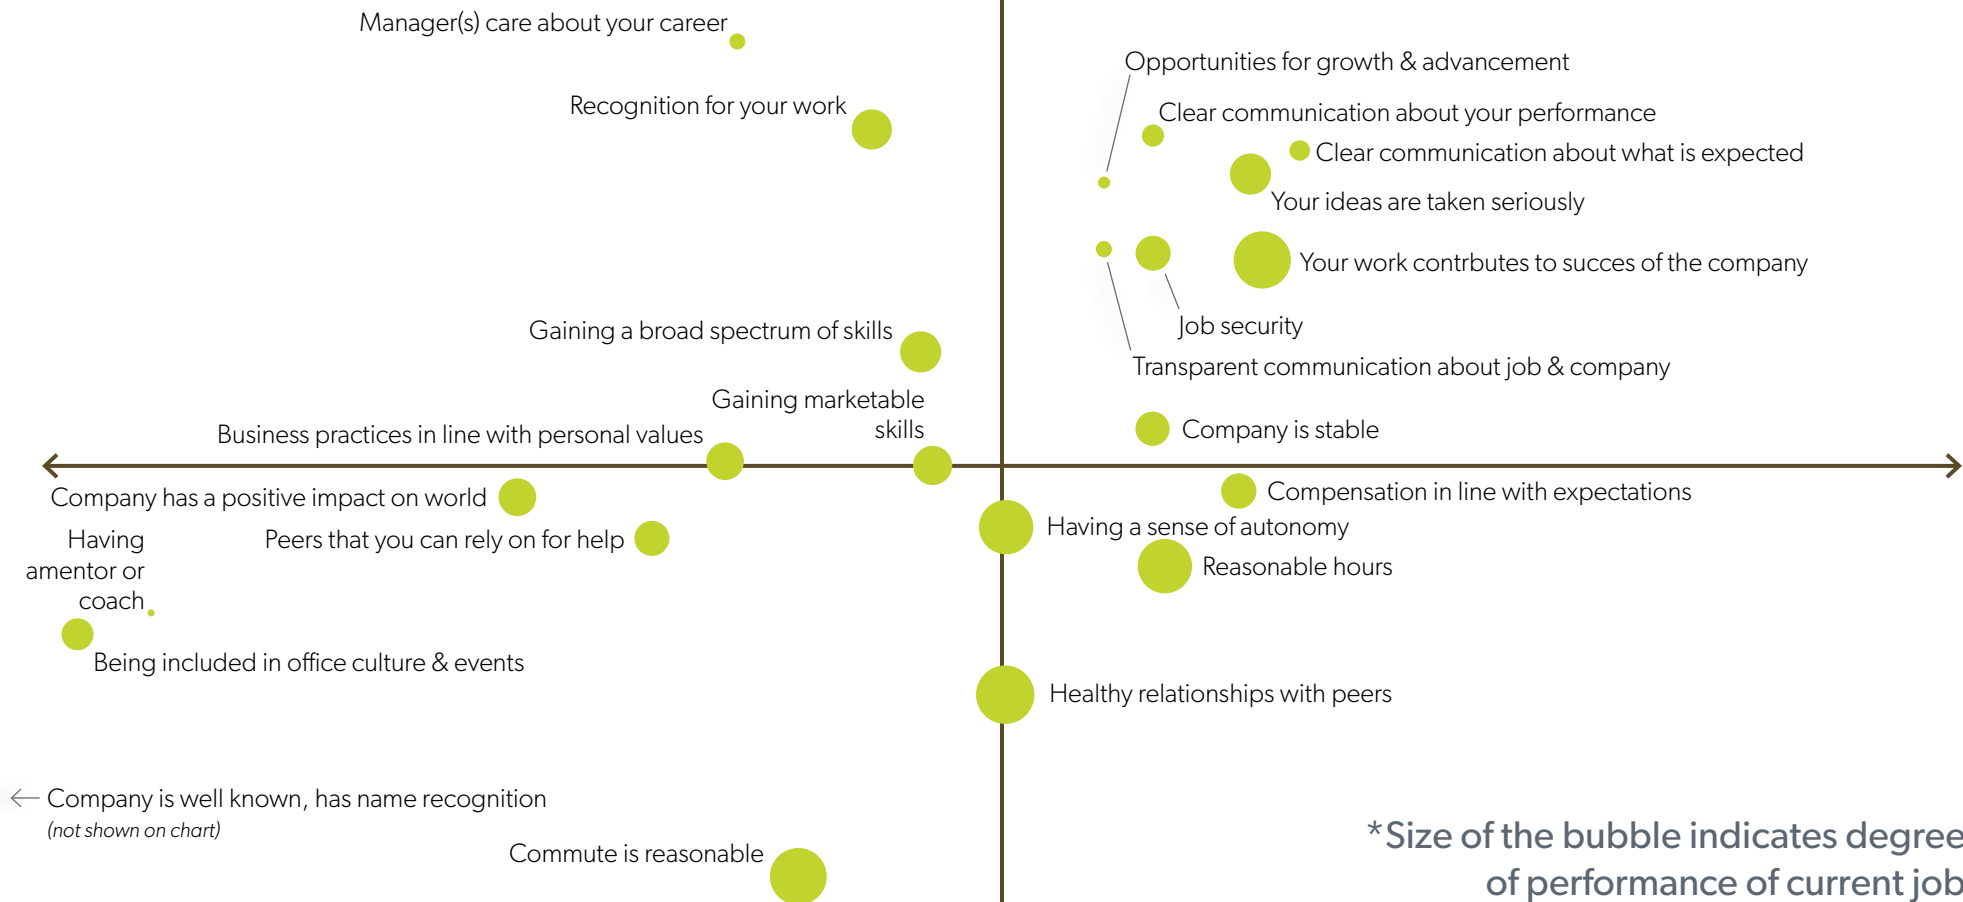 Manager(s) care about your career
Opportunities for growth & advancement
Recognition for your work
Clear communication about your performance
Clear communication about what is expected
Your ideas are taken seriously
Your work contrbutes to succes of the company
Job security
Gaining a broad spectrum of skills
Transparent communication about job & company
Gaining marketable
skills
Business practices in line with personal values
Company is stable
Company has a positive impact on world
Compensation in line with expectations
Having
amentor or
coach
Peers that you can rely on for help
Having a sense of autonomy
Reasonable hours
Being included in office culture & events
Healthy relationships with peers
Company is well known, has name recognition
(not shown on chart)
Commute is reasonable
*Size of the bubble indicates degree
of performance of current job